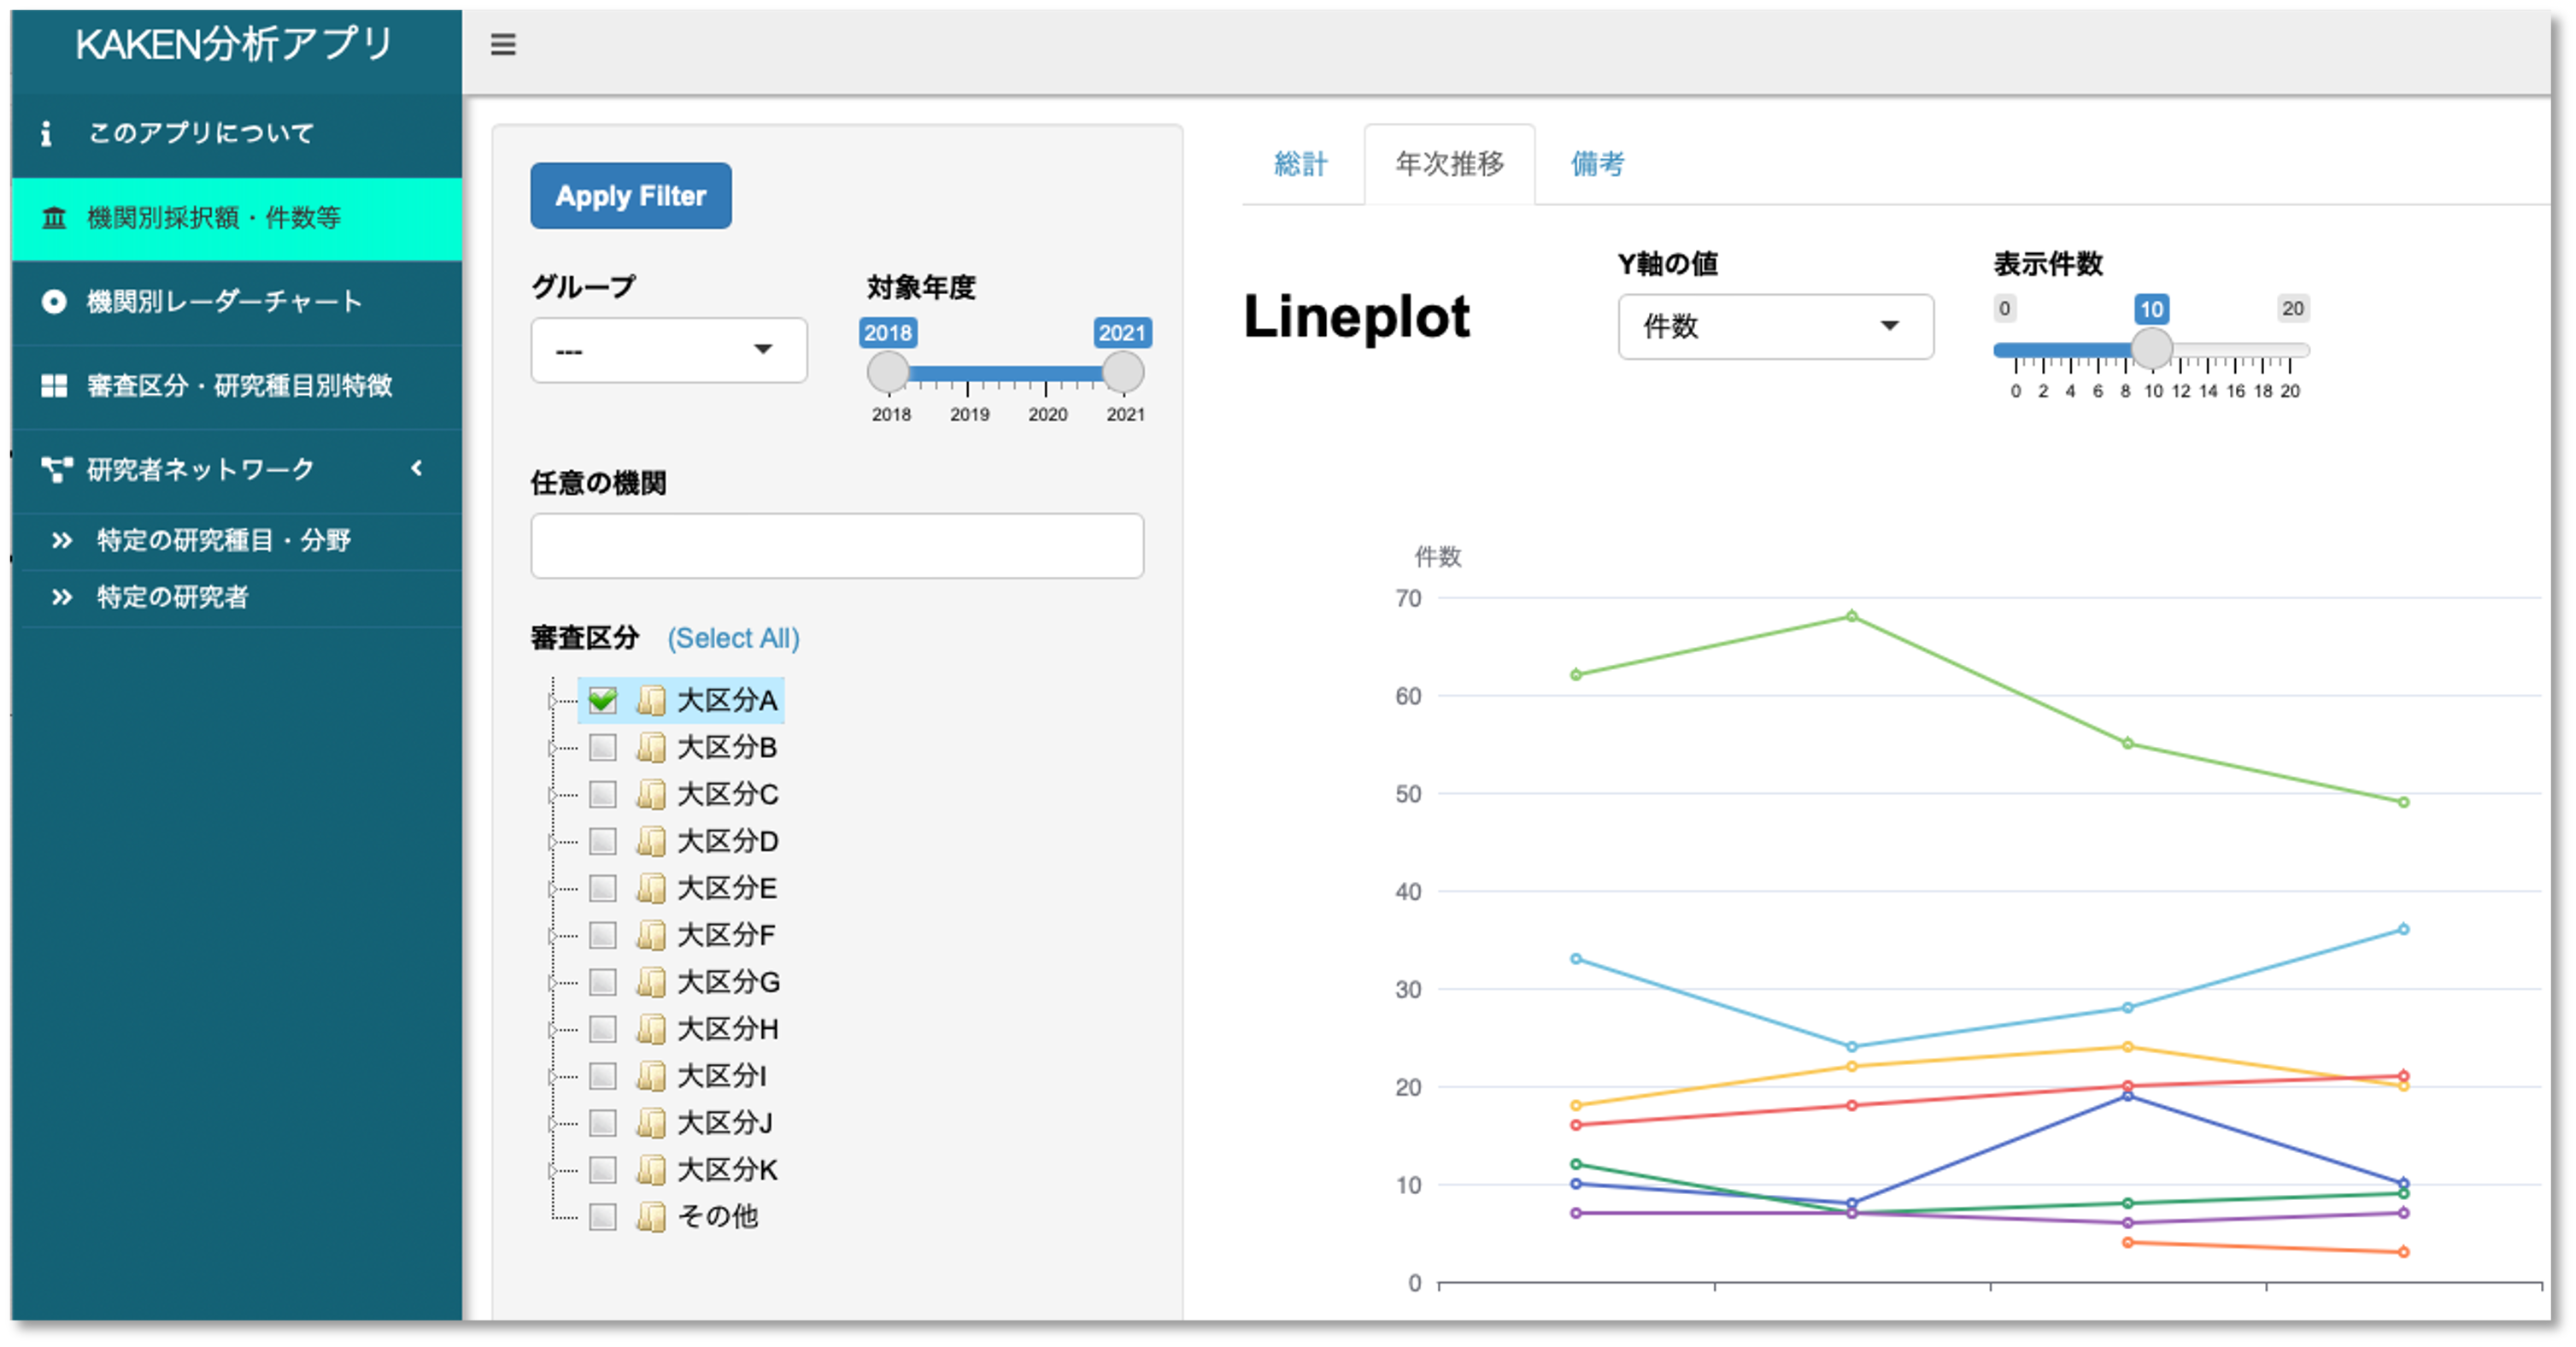 KAKEN分析アプリ
このアプリについて
機関別採択額・件数等
機関別レーダーチャート
審査区分・研究種目別特徴
研究者ネットワーク
特定の研究種目・分野
特定の研究者
Apply Filter
グループ
---
対象年度
2018 2021
2018 2019 2020 2021
任意の機関
審査区分 (Select All)
大区分A
大区分B
大区分C
大区分D
大区分E
大区分F
大区分G
大区分H
大区分I
大区分J
大区分K
その他
総計 年次推移 備考
Lineplot
Y軸の値
件数
表示件数
0 10 20
0 2 4 6 8 10 12 14 16 18 20
件数
70
60
50
40
30
20
10
0